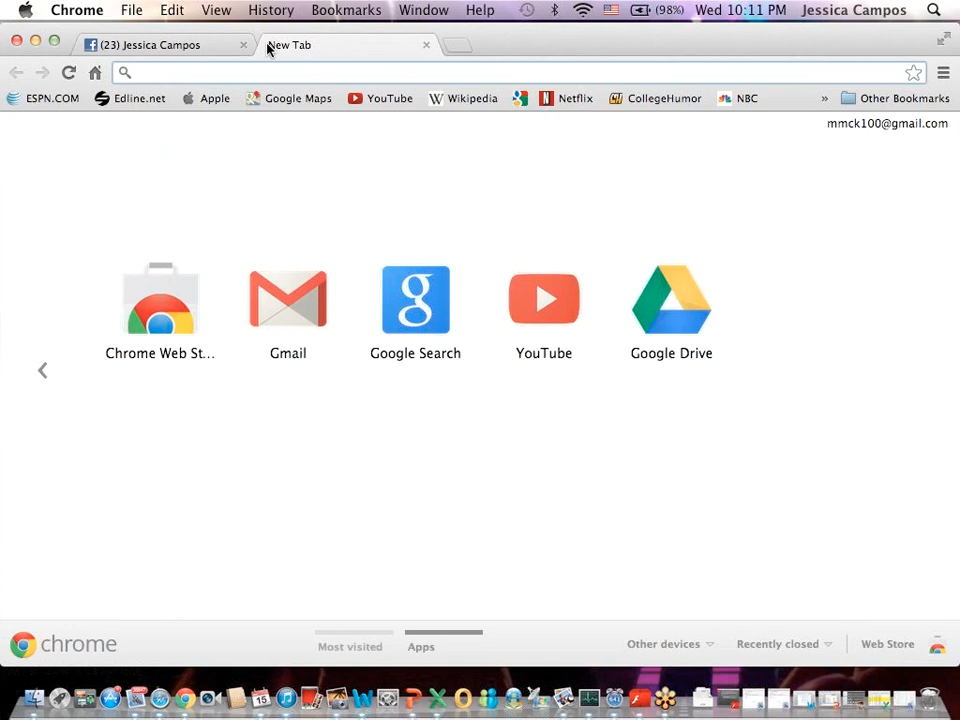 Chrome File Edit View History Bookmarks Window Help (98%) Wed 10:11 PM Jessica Campos
(23) Jessica Campos New Tab
ESPN.COM Edline.net Apple Google Maps YouTube Wikipedia Netflix CollegeHumor NBC » Other Bookmarks
mmck100@gmail.com
Chrome Web St... Gmail Google Search YouTube Google Drive
chrome Most visited Apps Other devices Recently closed Web Store